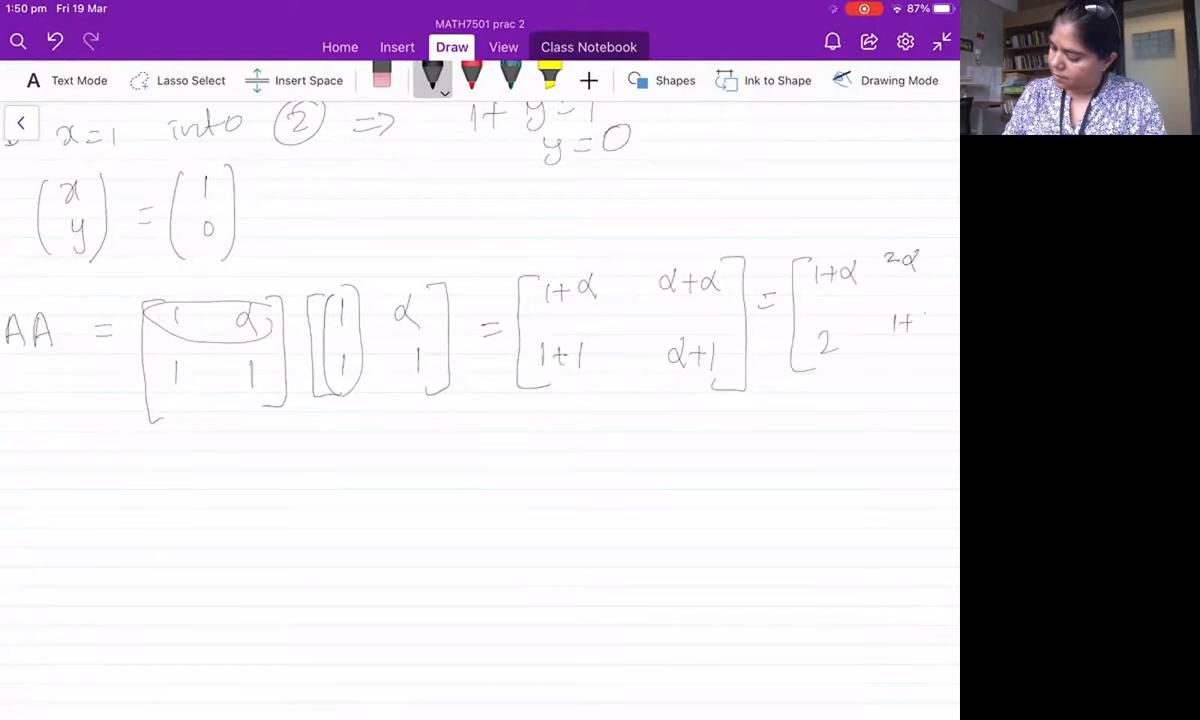 1:50 pm Fri 19 Mar
87%
MATH7501 prac 2
Home Insert Draw View Class Notebook
A Text Mode Lasso Select Insert Space Shapes Ink to Shape Drawing Mode
x=1 into ② ⇒ 1+ y=1
y=0
(x y) = (1 0)
AA = [1 α 1 1] [1 α 1 1] = [1+α α+α 1+1 α+1] = [1+α 2α 2 1+